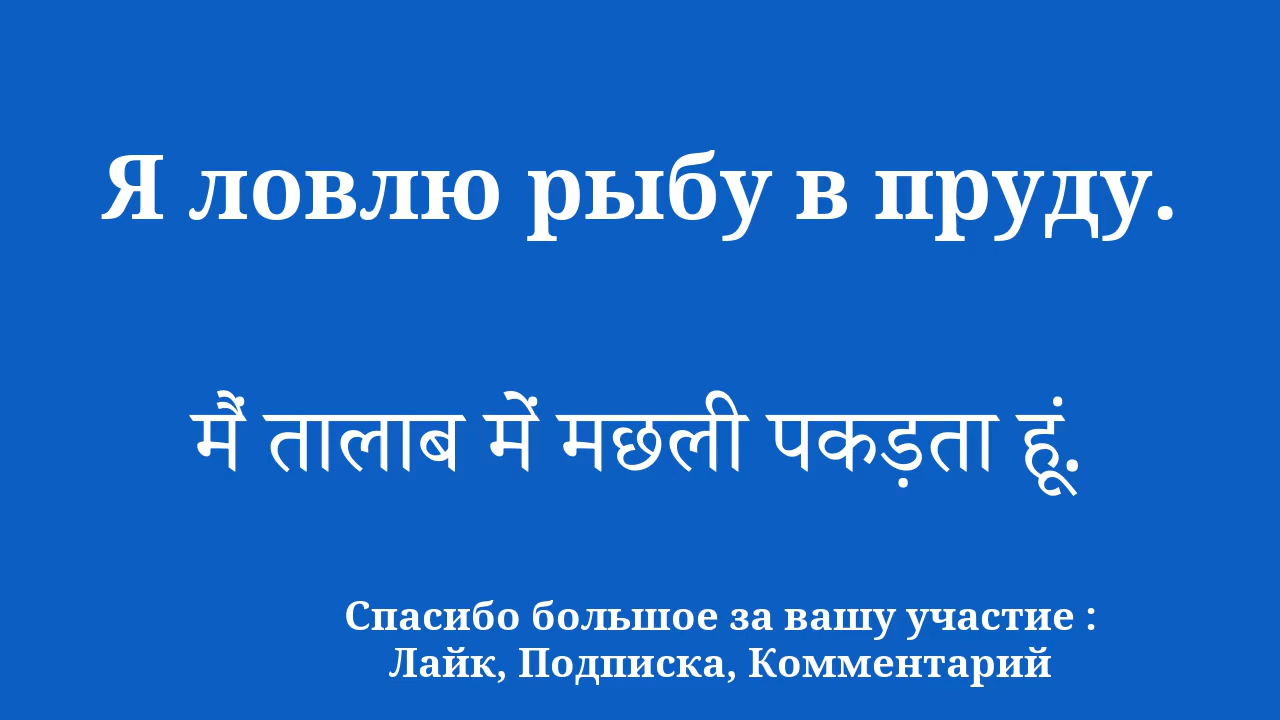 Я ловлю рыбу в пруду.
मैं तालाब में मछली पकड़ता हूं.
Спасибо большое за вашу участие :
Лайк, Подписка, Комментарий